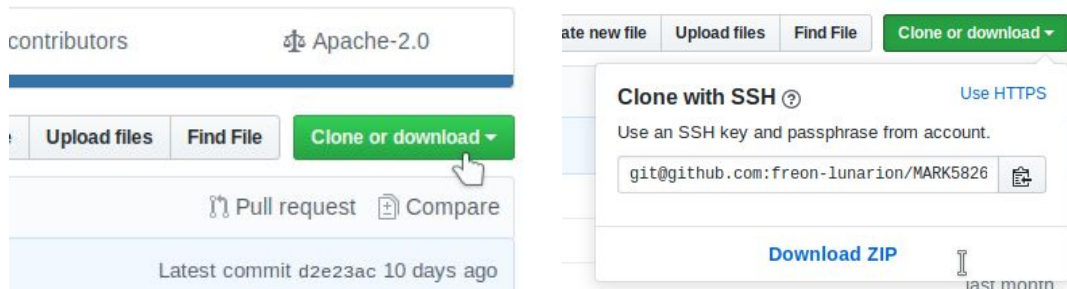 contributors
Apache-2.0
Upload files
Find File
Clone or download
Pull request
Compare
Latest commit d2e23ac 10 days ago
ate new file
Upload files
Find File
Clone or download
Clone with SSH
Use HTTPS
Use an SSH key and passphrase from account.
git@github.com:freon-lunarion/MARK5826
Download ZIP
last month